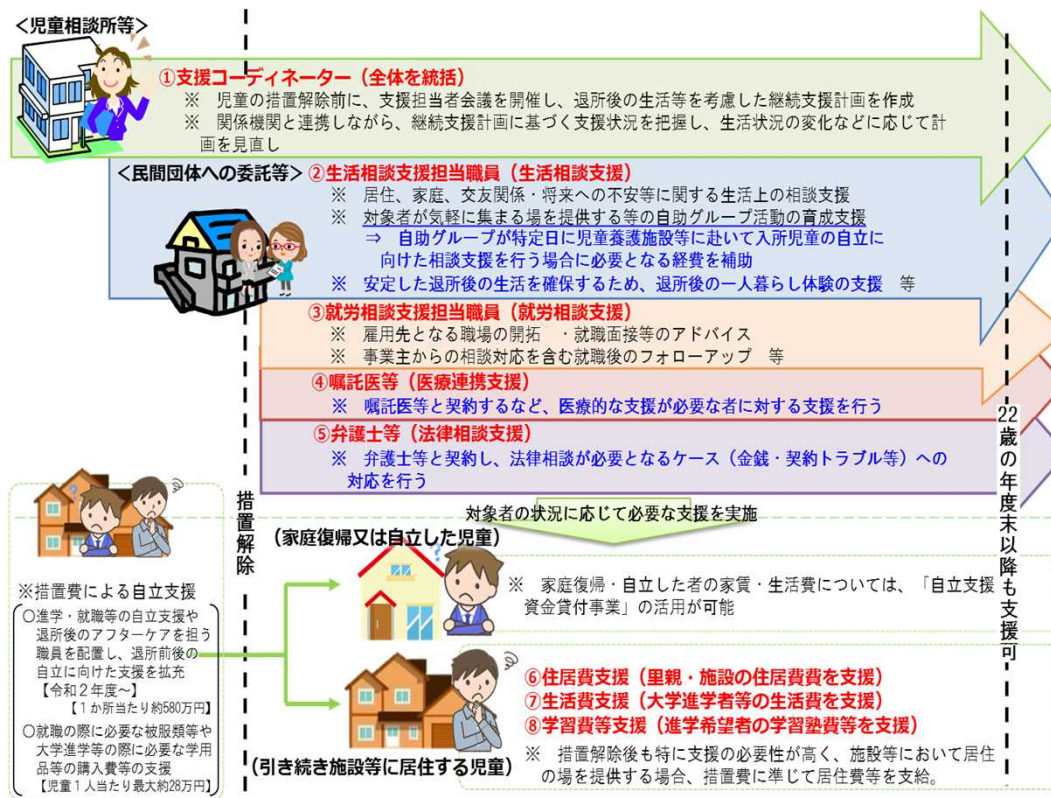 ＜児童相談所等＞
①支援コーディネーター（全体を統括）
※　児童の措置解除前に、支援担当者会議を開催し、退所後の生活等を考慮した継続支援計画を作成
※　関係機関と連携しながら、継続支援計画に基づく支援状況を把握し、生活状況の変化などに応じて計
画を見直し
＜民間団体への委託等＞
②生活相談支援担当職員（生活相談支援）
※　居住、家庭、交友関係・将来への不安等に関する生活上の相談支援
※　対象者が気軽に集まる場を提供する等の自助グループ活動の育成支援
⇒　自助グループが特定日に児童養護施設等に赴いて入所児童の自立に
向けた相談支援を行う場合に必要となる経費を補助
※　安定した退所後の生活を確保するため、退所後の一人暮らし体験の支援　等
③就労相談支援担当職員（就労相談支援）
※　雇用先となる職場の開拓　・就職面接等のアドバイス
※　事業主からの相談対応を含む就職後のフォローアップ　等
④嘱託医等（医療連携支援）
※　嘱託医等と契約するなど、医療的な支援が必要な者に対する支援を行う
⑤弁護士等（法律相談支援）
※　弁護士等と契約し、法律相談が必要となるケース（金銭・契約トラブル等）への
対応を行う
措置解除
22歳の年度末以降も支援可
対象者の状況に応じて必要な支援を実施
※措置費による自立支援
○進学・就職等の自立支援や
退所後のアフターケアを担う
職員を配置し、退所前後の
自立に向けた支援を拡充
【令和２年度～】
【１か所当たり約580万円】
○就職の際に必要な被服類等や
大学進学等の際に必要な学用
品等の購入費等の支援
【児童１人当たり最大約28万円】
（家庭復帰又は自立した児童）
※　家庭復帰・自立した者の家賃・生活費については、「自立支援
資金貸付事業」の活用が可能
（引き続き施設等に居住する児童）
⑥住居費支援（里親・施設の住居費費を支援）
⑦生活費支援（大学進学者等の生活費を支援）
⑧学習費等支援（進学希望者の学習塾費等を支援）
※　措置解除後も特に支援の必要性が高く、施設等において居住
の場を提供する場合、措置費に準じて居住費等を支給。